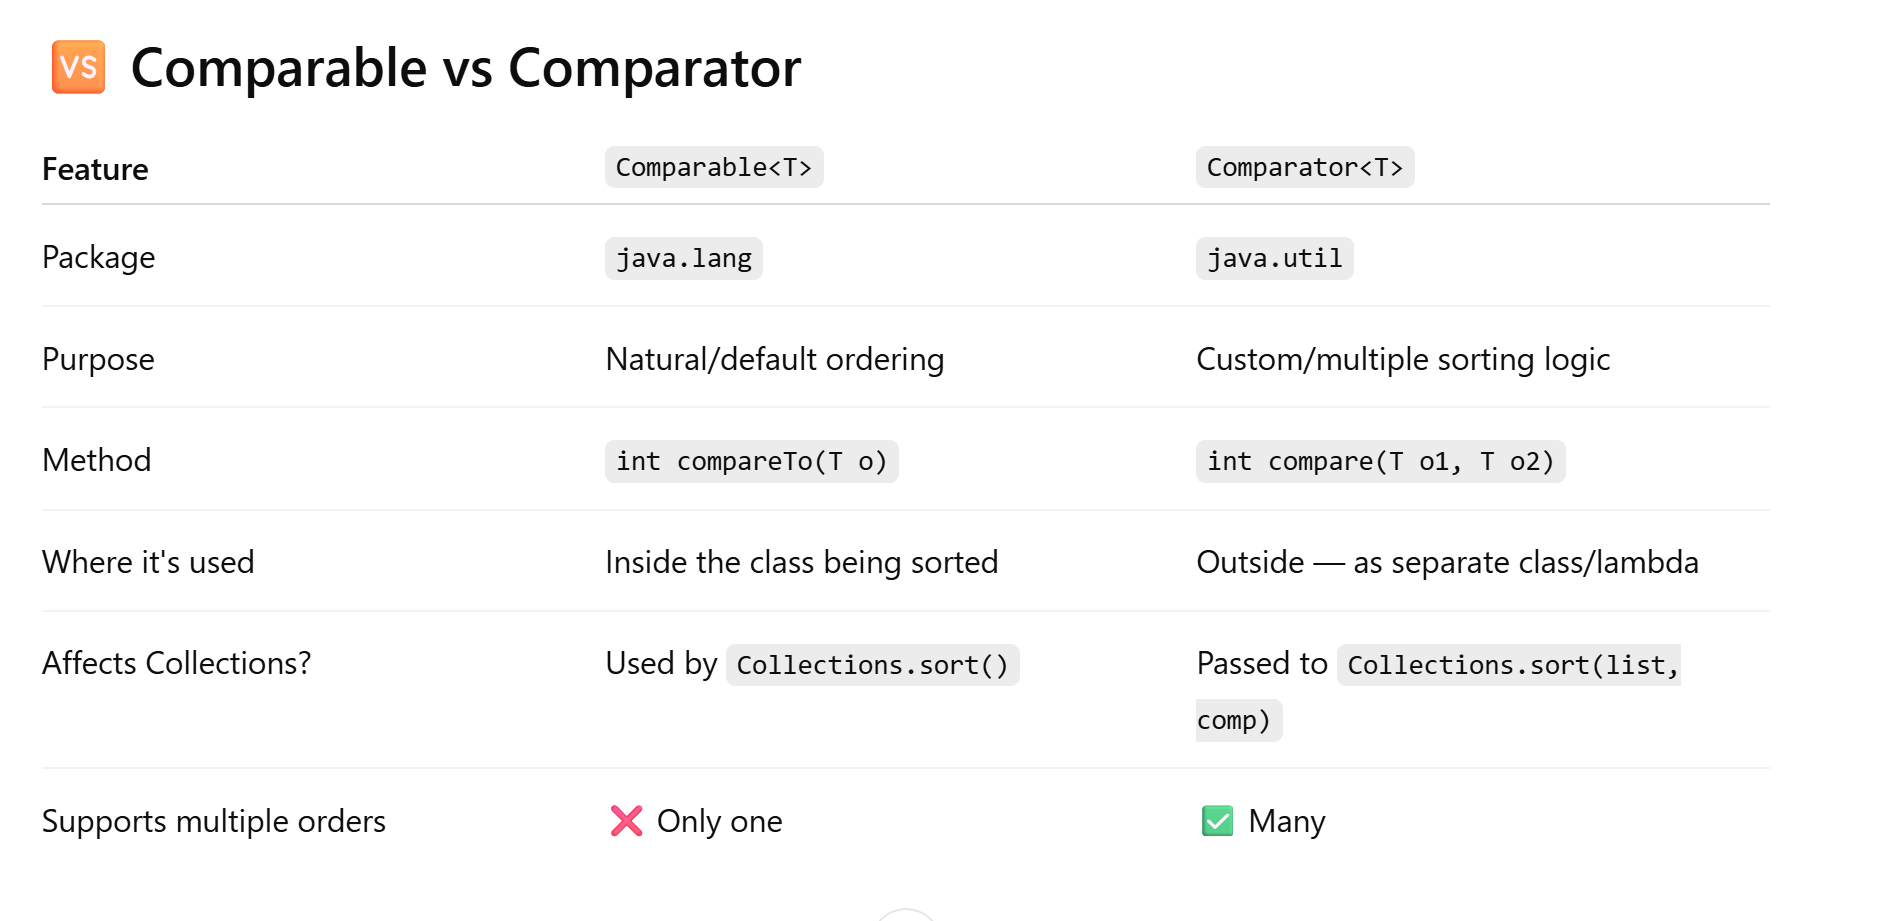 🆚 Comparable vs Comparator
Feature Comparable<T> Comparator<T>
Package java.lang java.util
Purpose Natural/default ordering Custom/multiple sorting logic
Method int compareTo(T o) int compare(T o1, T o2)
Where it's used Inside the class being sorted Outside — as separate class/lambda
Affects Collections? Used by Collections.sort() Passed to Collections.sort(list,
comp)
Supports multiple orders ❌ Only one ✅ Many